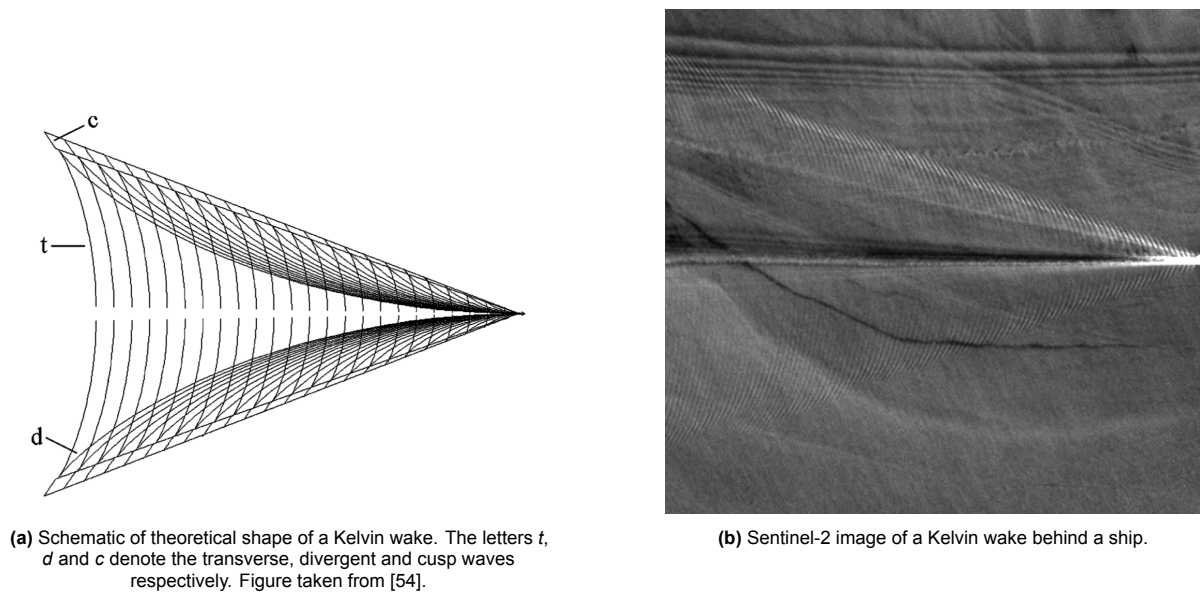 c
t
d
(a) Schematic of theoretical shape of a Kelvin wake. The letters t,
d and c denote the transverse, divergent and cusp waves
respectively. Figure taken from [54].
(b) Sentinel-2 image of a Kelvin wake behind a ship.